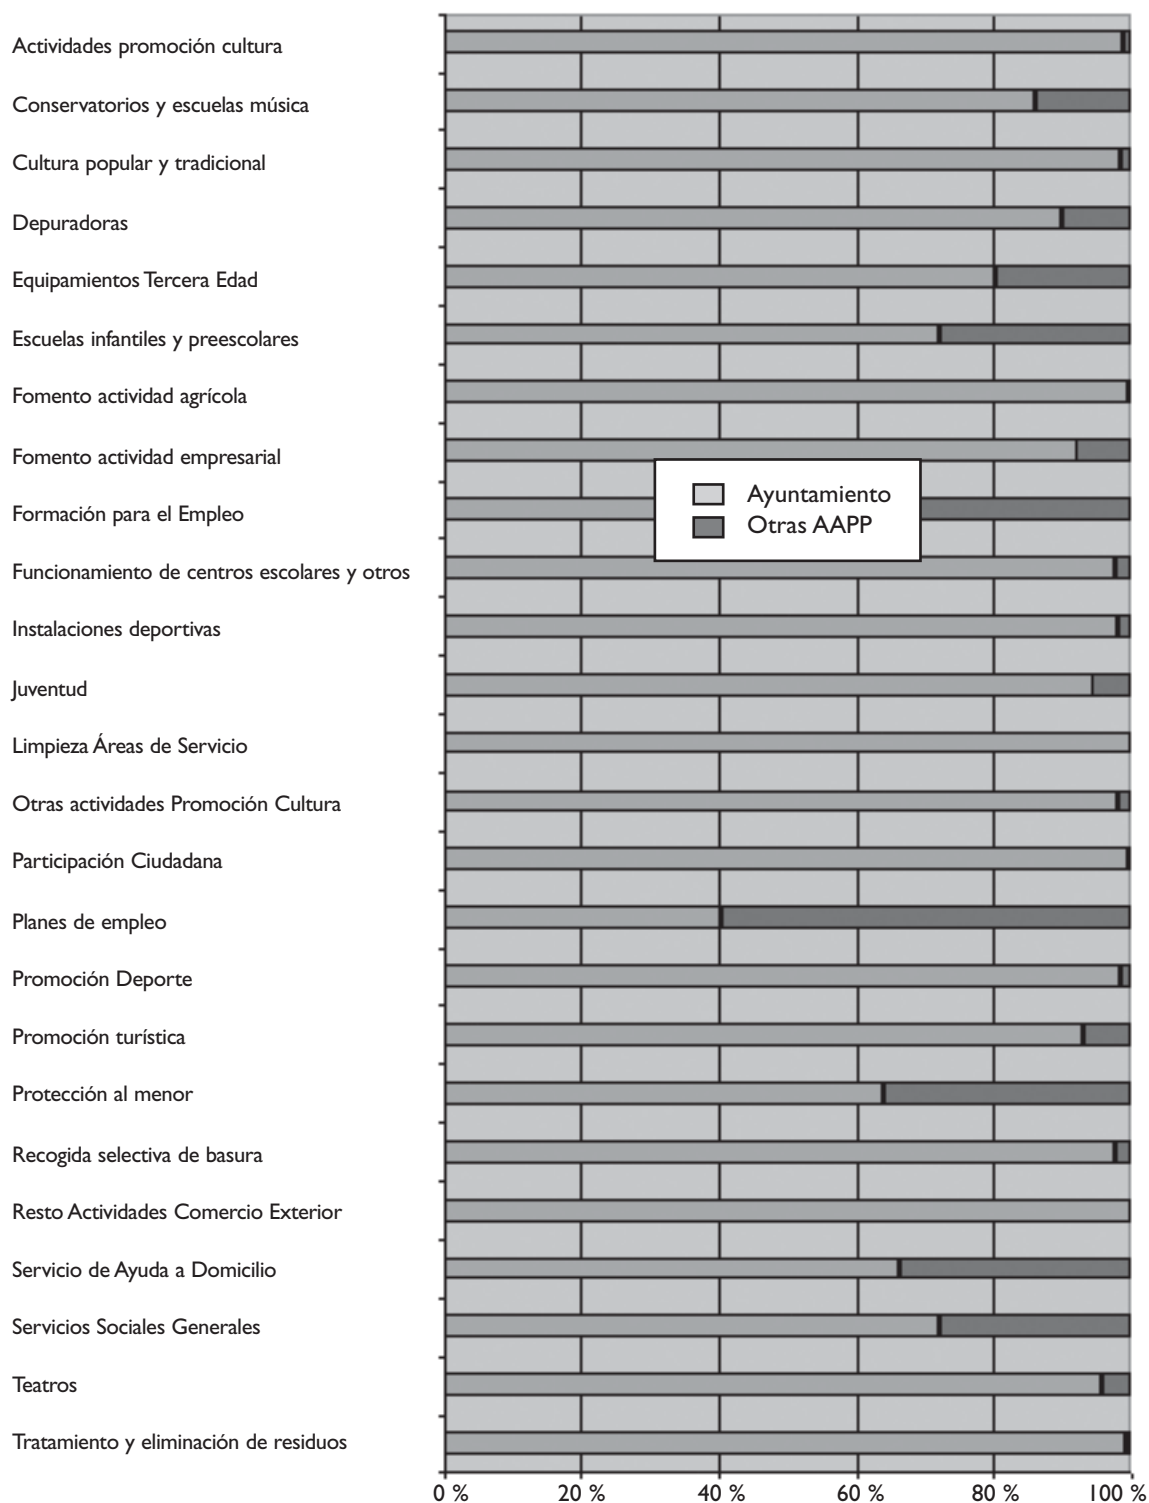 Actividades promoción cultura
Conservatorios y escuelas música
Cultura popular y tradicional
Depuradoras
Equipamientos Tercera Edad
Escuelas infantiles y preescolares
Fomento actividad agrícola
Fomento actividad empresarial
Ayuntamiento
Formación para el Empleo
Otras AAPP
Funcionamiento de centros escolares y otros
Instalaciones deportivas
Juventud
Limpieza Áreas de Servicio
Otras actividades Promoción Cultura
Participación Ciudadana
Planes de empleo
Promoción Deporte
Promoción turística
Protección al menor
Recogida selectiva de basura
Resto Actividades Comercio Exterior
Servicio de Ayuda a Domicilio
Servicios Sociales Generales
Teatros
Tratamiento y eliminación de residuos
0 % 20 % 40 % 60 % 80 % 100 %